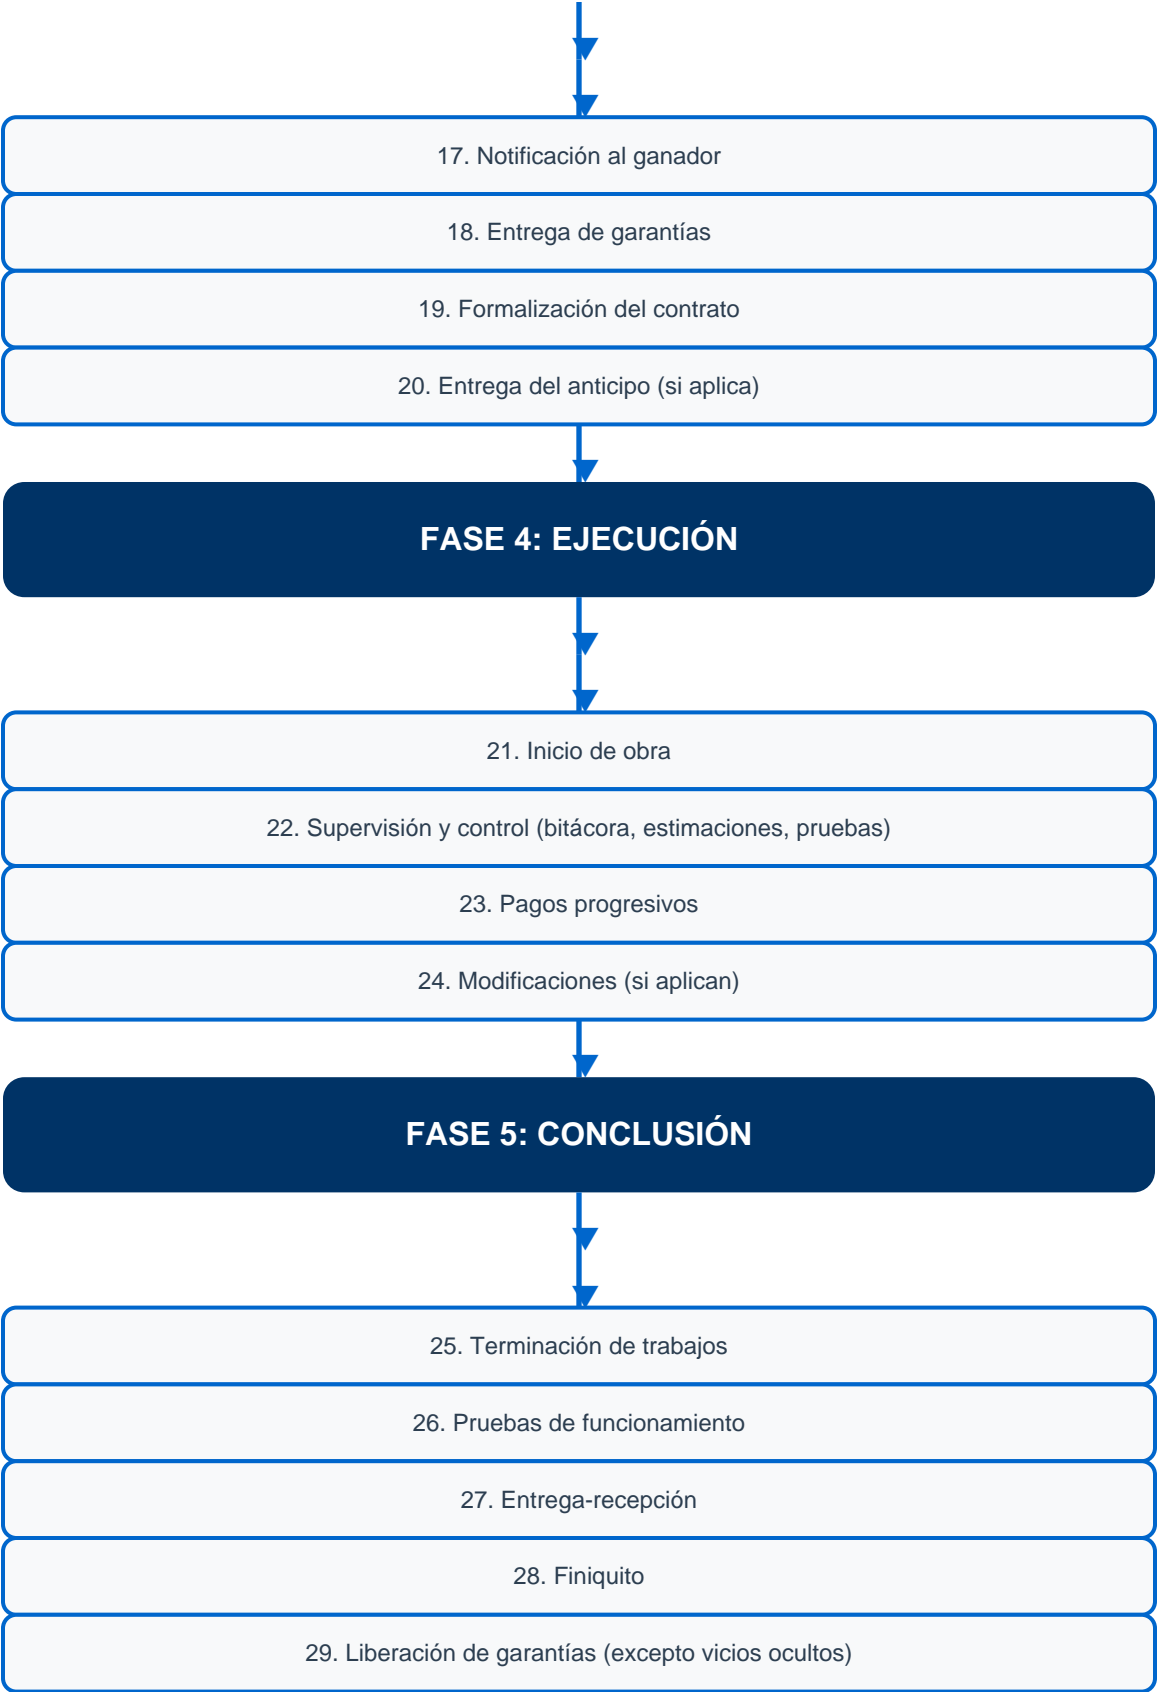 17. Notificación al ganador
18. Entrega de garantías
19. Formalización del contrato
20. Entrega del anticipo (si aplica)
FASE 4: EJECUCIÓN
21. Inicio de obra
22. Supervisión y control (bitácora, estimaciones, pruebas)
23. Pagos progresivos
24. Modificaciones (si aplican)
FASE 5: CONCLUSIÓN
25. Terminación de trabajos
26. Pruebas de funcionamiento
27. Entrega-recepción
28. Finiquito
29. Liberación de garantías (excepto vicios ocultos)